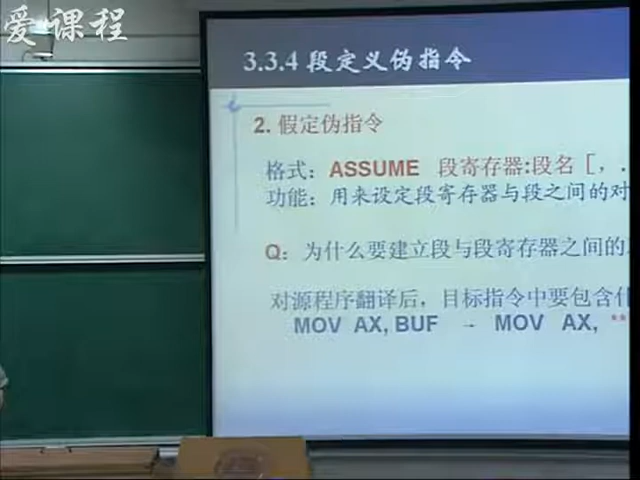 爱课程
3.3.4 段定义伪指令
2. 假定伪指令
格式：ASSUME 段寄存器:段名 [，.
功能：用来设定段寄存器与段之间的对
Q：为什么要建立段与段寄存器之间的
对源程序翻译后，目标指令中要包含什
MOV AX, BUF → MOV AX, **